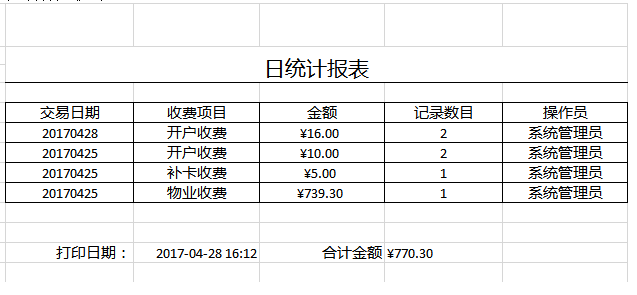 日统计报表
交易日期 收费项目 金额 记录数目 操作员
20170428 开户收费 ¥16.00 2 系统管理员
20170425 开户收费 ¥10.00 2 系统管理员
20170425 补卡收费 ¥5.00 1 系统管理员
20170425 物业收费 ¥739.30 1 系统管理员
打印日期： 2017-04-28 16:12 合计金额 ¥770.30